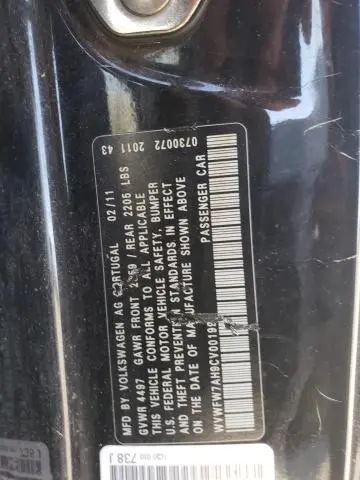 MFD BY VOLKSWAGEN AG PORTUGAL 02/11
GVWR 4497 GAWR FRONT / REAR 2205 LBS
THIS VEHICLE CONFORMS TO ALL APPLICABLE
U.S. FEDERAL MOTOR VEHICLE SAFETY, BUMPER
AND THEFT PREVENTION STANDARDS IN EFFECT
ON THE DATE OF MANUFACTURE SHOWN ABOVE
PASSENGER CAR
0730072 2011 43
738 J